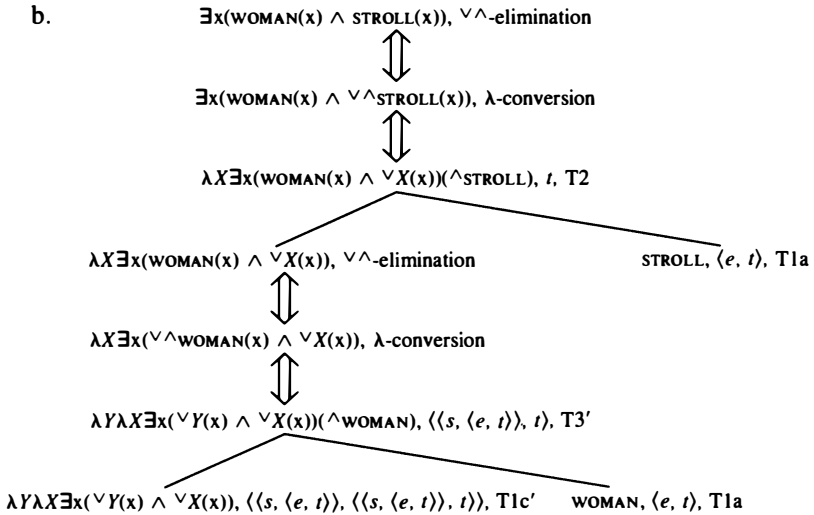 b.
∃x(WOMAN(x) ∧ STROLL(x)), ˅˄-elimination
∃x(WOMAN(x) ∧ ˅˄STROLL(x)), λ-conversion
λX∃x(WOMAN(x) ∧ ˅X(x))(˄STROLL), t, T2
λX∃x(WOMAN(x) ∧ ˅X(x)), ˅˄-elimination STROLL, ⟨e, t⟩, T1a
λX∃x(˅˄WOMAN(x) ∧ ˅X(x)), λ-conversion
λYλX∃x(˅Y(x) ∧ ˅X(x))(˄WOMAN), ⟨⟨s, ⟨e, t⟩⟩, t⟩, T3′
λYλX∃x(˅Y(x) ∧ ˅X(x)), ⟨⟨s, ⟨e, t⟩⟩, ⟨⟨s, ⟨e, t⟩⟩, t⟩⟩, T1c′ WOMAN, ⟨e, t⟩, T1a